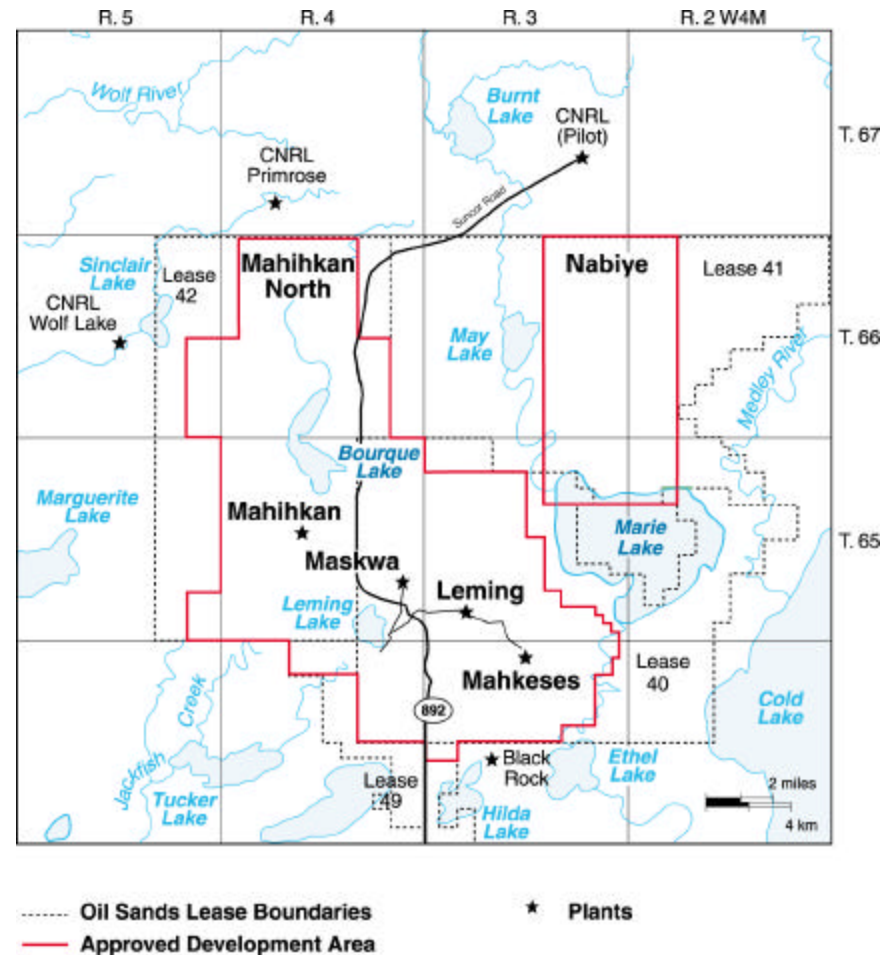 R. 5 R. 4 R. 3 R. 2 W4M
Wolf River
Burnt
Lake
CNRL
(Pilot)
T. 67
CNRL
Primrose
Suncor Road
Sinclair
Lake
Lease
42
Mahihkan
North
Nabiye
Lease 41
CNRL
Wolf Lake
May
Lake
T. 66
Medley River
Bourque
Lake
Marguerite
Lake
Mahihkan
Marie
Lake
T. 65
Maskwa
Leming
Leming
Lake
Mahkeses
Lease
40
Creek
Jackfish
892
Cold
Lake
Black
Rock
Ethel
Lake
Tucker
Lake
Lease
49
Hilda
Lake
2 miles
4 km
Oil Sands Lease Boundaries
Plants
Approved Development Area